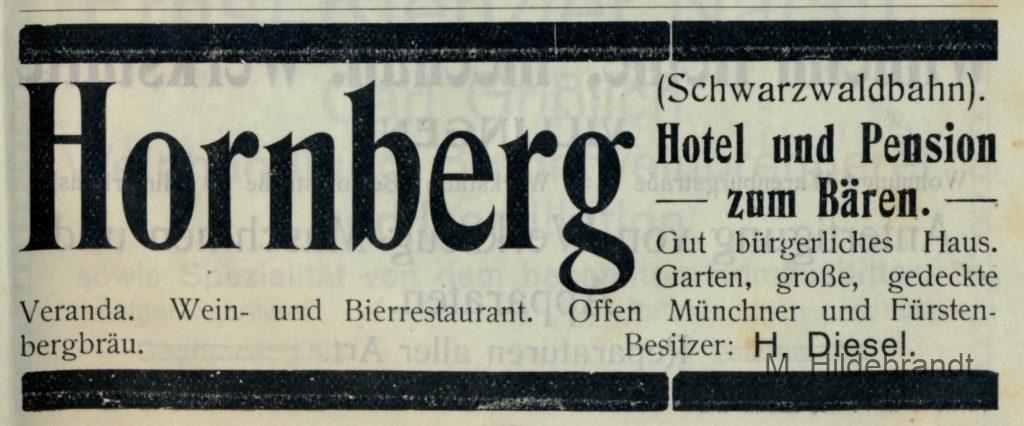 Hornberg
(Schwarzwaldbahn).
Hotel und Pension
— zum Bären. —
Gut bürgerliches Haus.
Garten, große, gedeckte
Veranda. Wein- und Bierrestaurant. Offen Münchner und Fürsten-
bergbräu. Besitzer: H. Diesel.
M. Hildebrandt